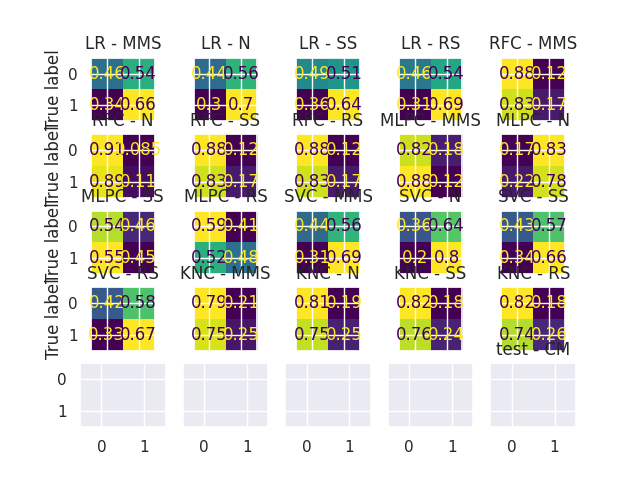 LR - MMS LR - N LR - SS LR - RS RFC - MMS
True label 0 0.46 0.54 0.44 0.56 0.49 0.51 0.46 0.54 0.88 0.12
1 0.34 0.66 0.3 0.7 0.36 0.64 0.31 0.69 0.83 0.17
RFC - N RFC - SS RFC - RS MLPC - MMS MLPC - N
True label 0 0.91 0.085 0.88 0.12 0.88 0.12 0.82 0.18 0.17 0.83
1 0.89 0.11 0.83 0.17 0.83 0.17 0.88 0.12 0.22 0.78
MLPC - SS MLPC - RS SVC - MMS SVC - N SVC - SS
True label 0 0.54 0.46 0.59 0.41 0.44 0.56 0.36 0.64 0.43 0.57
1 0.55 0.45 0.52 0.48 0.31 0.69 0.2 0.8 0.34 0.66
SVC - RS KNC - MMS KNC - N KNC - SS KNC - RS
True label 0 0.42 0.58 0.79 0.21 0.81 0.19 0.82 0.18 0.82 0.18
1 0.33 0.67 0.75 0.25 0.75 0.25 0.76 0.24 0.74 0.26
test - CM
0
1
0 1 0 1 0 1 0 1 0 1